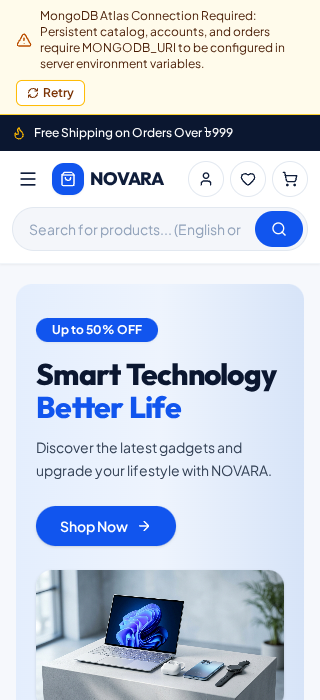 MongoDB Atlas Connection Required:
Persistent catalog, accounts, and orders
require MONGODB_URI to be configured in
server environment variables.
Retry
Free Shipping on Orders Over ৳999
NOVARA
Search for products... (English or
Up to 50% OFF
Smart Technology
Better Life
Discover the latest gadgets and
upgrade your lifestyle with NOVARA.
Shop Now